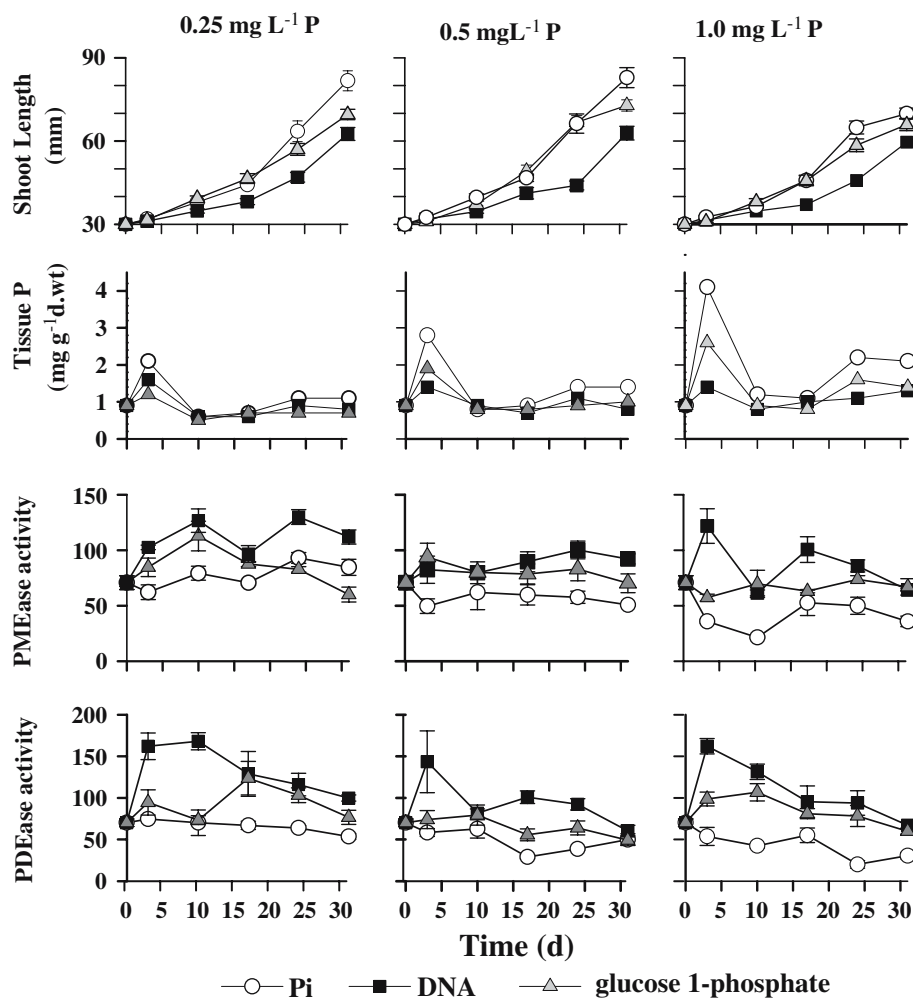 0.25 mg L⁻¹ P
0.5 mgL⁻¹ P
1.0 mg L⁻¹ P
Shoot Length
(mm)
90
60
30
Tissue P
(mg g⁻¹d.wt)
4
3
2
1
0
PMEase activity
150
100
50
0
PDEase activity
200
150
100
50
0
0 5 10 15 20 25 30
0 5 10 15 20 25 30
0 5 10 15 20 25 30
Time (d)
Pi DNA glucose 1-phosphate